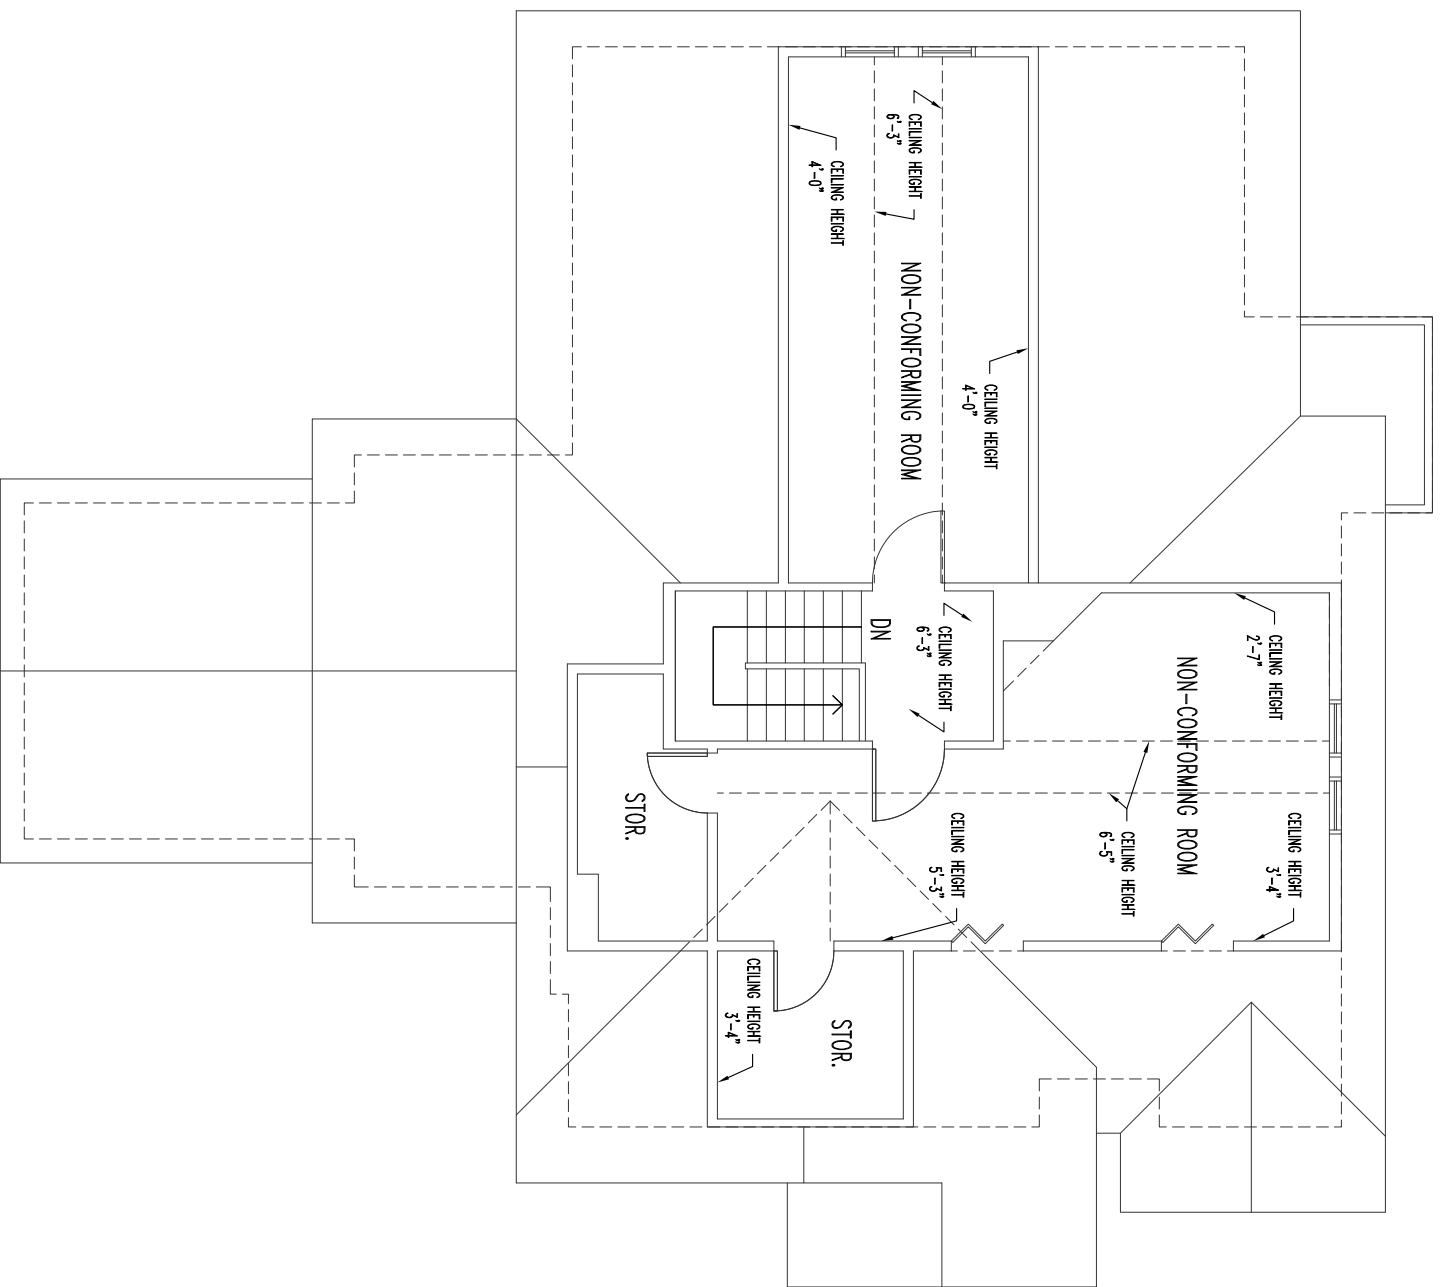 CEILING HEIGHT
6'-3"
CEILING HEIGHT
4'-0"
NON-CONFORMING ROOM
CEILING HEIGHT
4'-0"
DN
CEILING HEIGHT
6'-3"
CEILING HEIGHT
2'-7"
NON-CONFORMING ROOM
STOR.
CEILING HEIGHT
5'-3"
CEILING HEIGHT
6'-5"
CEILING HEIGHT
3'-4"
CEILING HEIGHT
3'-4"
STOR.